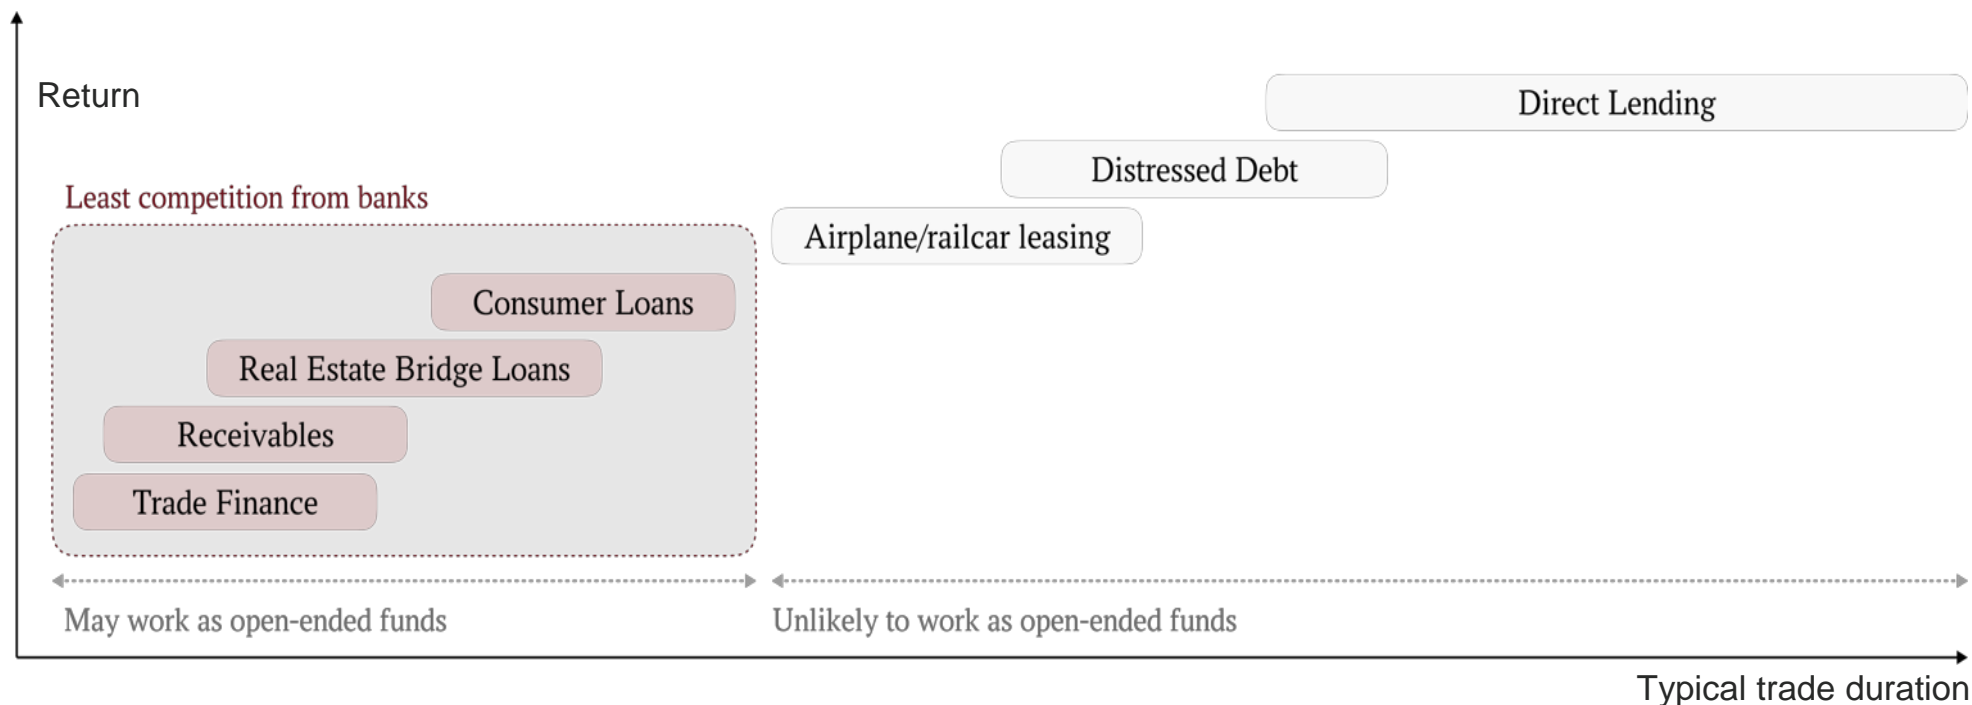 Return
Direct Lending
Distressed Debt
Least competition from banks
Airplane/railcar leasing
Consumer Loans
Real Estate Bridge Loans
Receivables
Trade Finance
May work as open-ended funds
Unlikely to work as open-ended funds
Typical trade duration